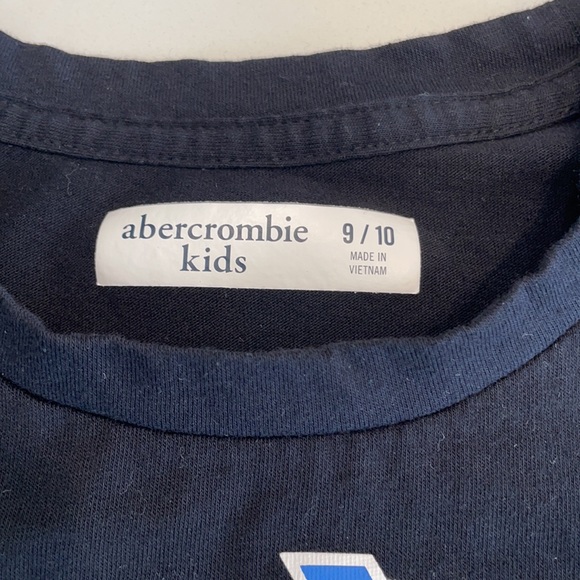 abercrombie
kids
9 / 10
MADE IN
VIETNAM